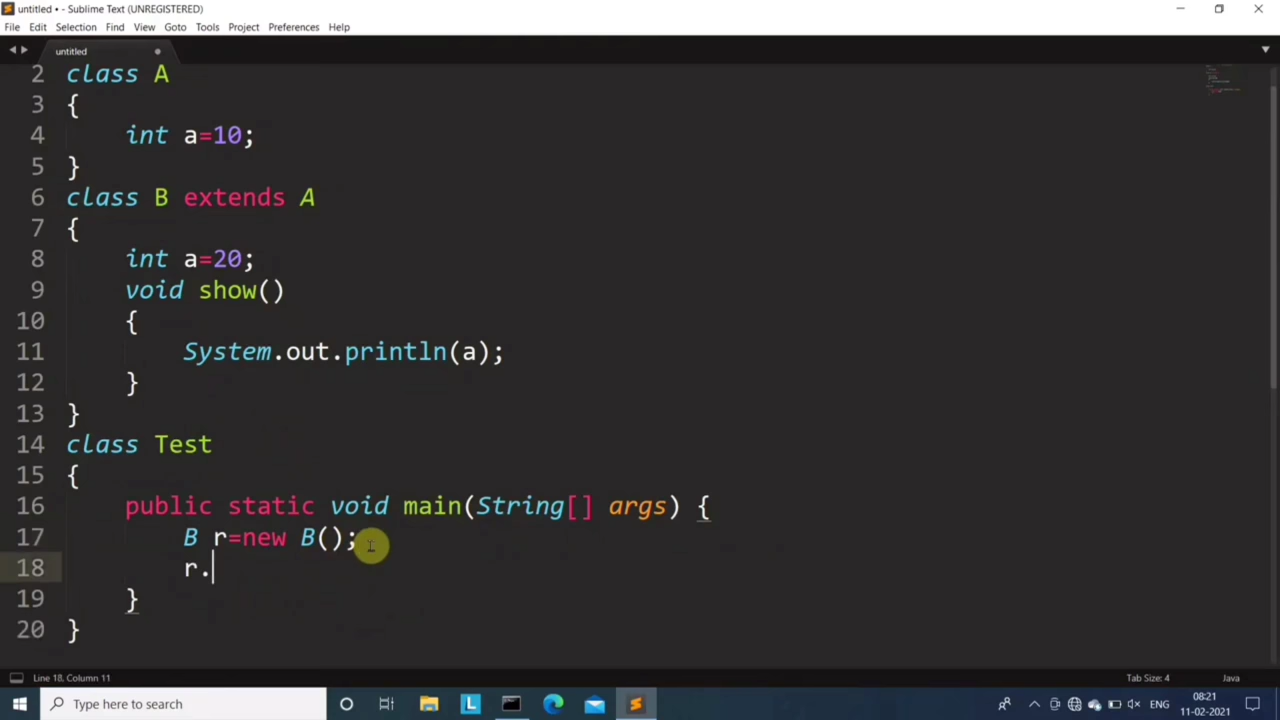 untitled • - Sublime Text (UNREGISTERED)
File Edit Selection Find View Goto Tools Project Preferences Help
untitled
2 class A
3 {
4 int a=10;
5 }
6 class B extends A
7 {
8 int a=20;
9 void show()
10 {
11 System.out.println(a);
12 }
13 }
14 class Test
15 {
16 public static void main(String[] args) {
17 B r=new B();
18 r.
19 }
20 }
Line 18, Column 11 Tab Size: 4 Java
Type here to search L ENG 08:21
11-02-2021